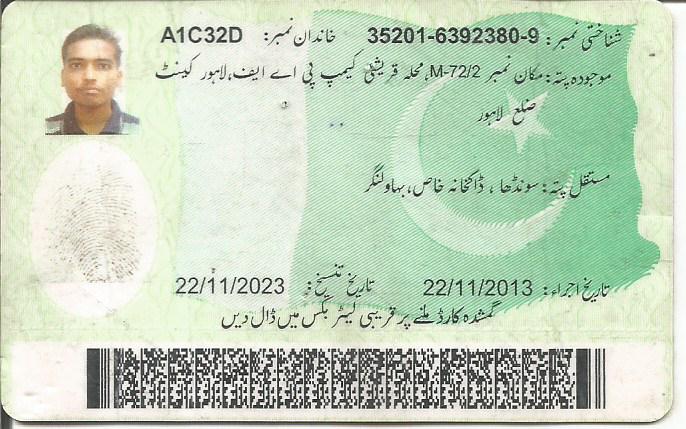 شناختی نمبر: 35201-6392380-9 خاندان نمبر: A1C32D
موجودہ پتہ: مکان نمبر M-72/2، محلہ قریشی کیمپ پی اے ایف، لاہور کینٹ
ضلع لاہور
مستقل پتہ: سونڈھا، ڈاکخانہ خاص، بہاولنگر
تاریخ اجراء: 22/11/2013 تاریخ تنسیخ: 22/11/2023
گمشدہ کارڈ ملنے پر قریبی لیٹر بکس میں ڈال دیں